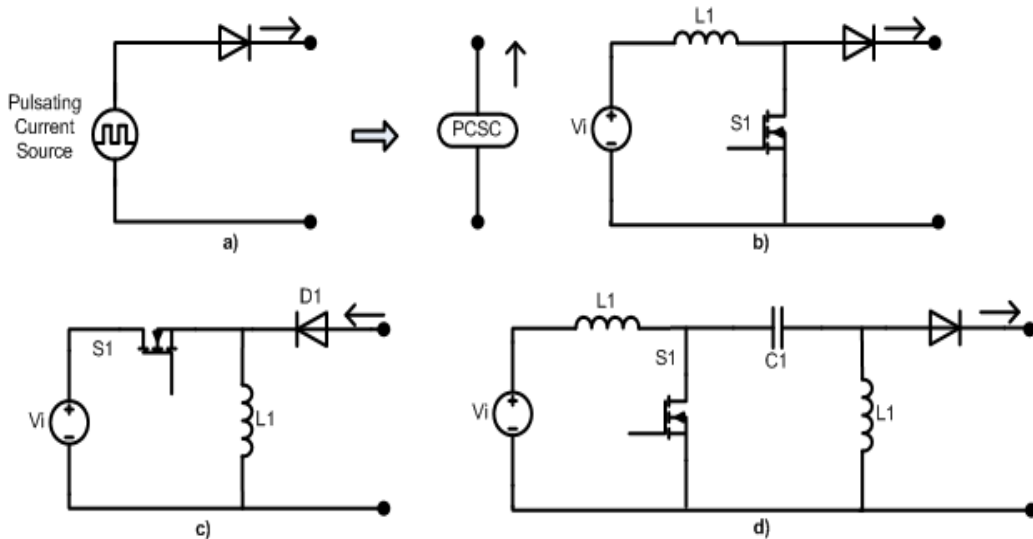 Pulsating
Current
Source
PCSC
a)
L1
Vi
S1
b)
D1
S1
Vi
L1
c)
L1
S1
C1
Vi
L1
d)